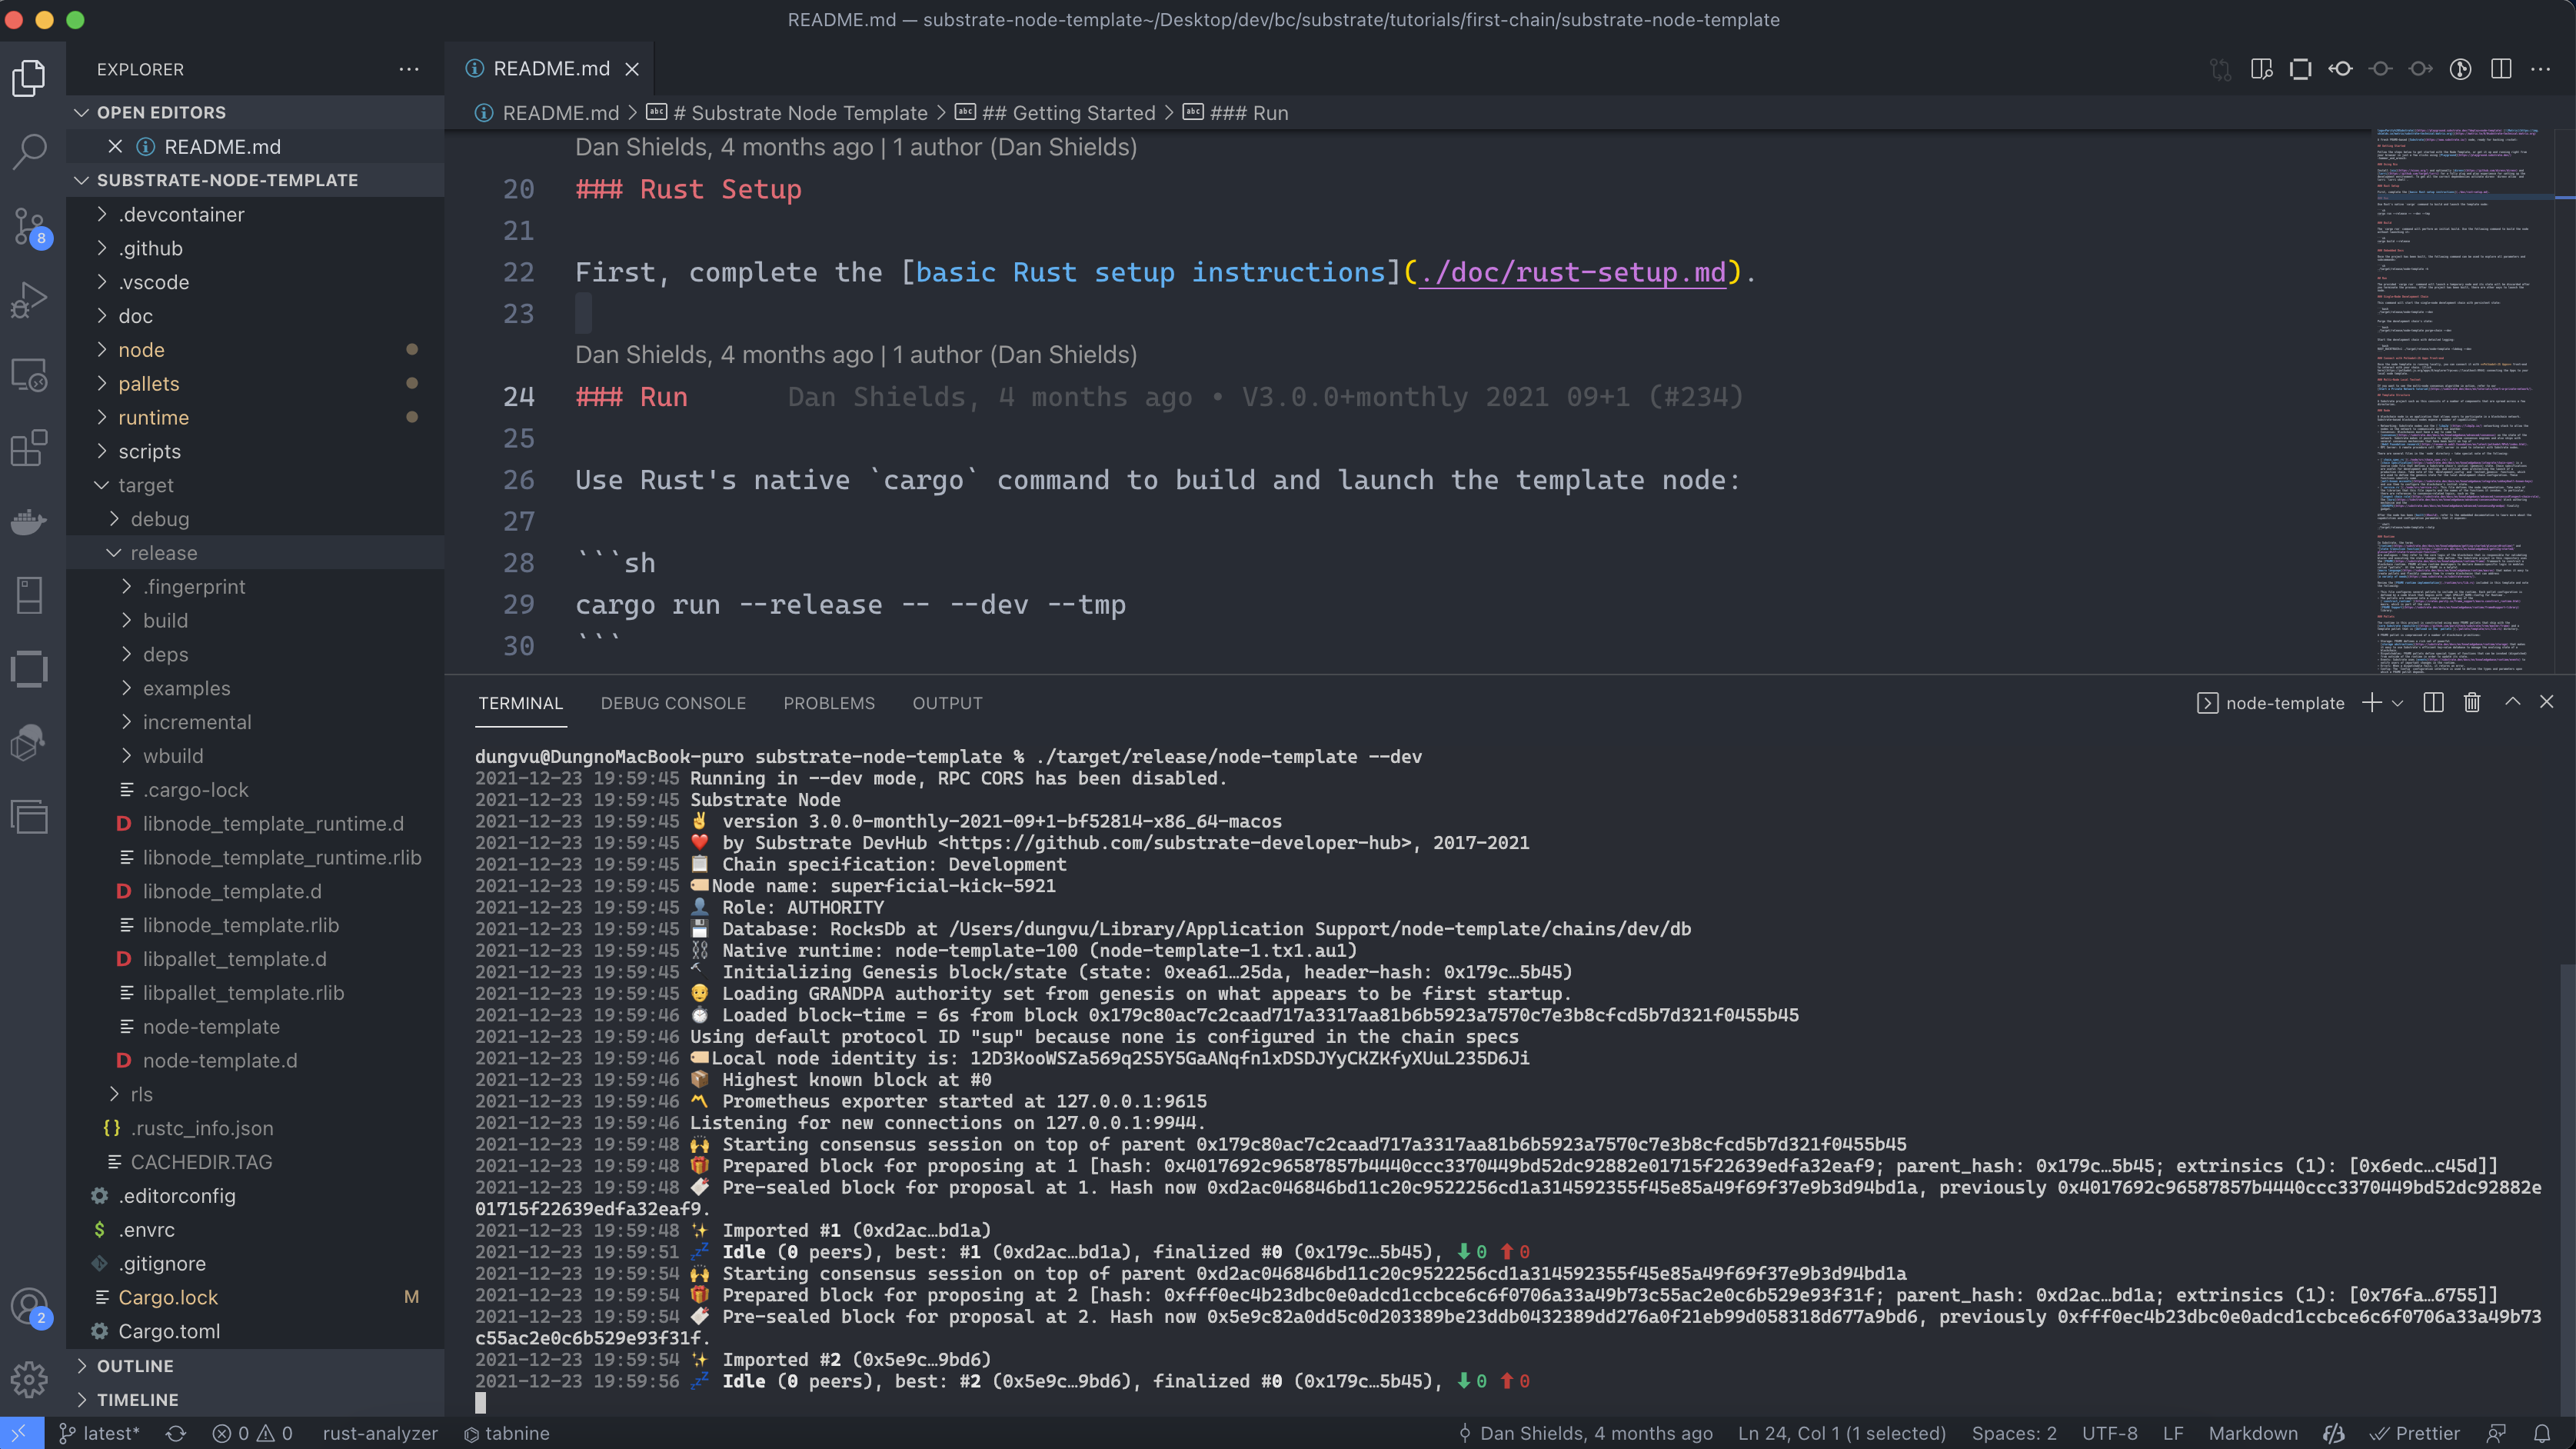 README.md — substrate-node-template~/Desktop/dev/bc/substrate/tutorials/first-chain/substrate-node-template
EXPLORER
OPEN EDITORS
README.md
SUBSTRATE-NODE-TEMPLATE
.devcontainer
.github
.vscode
doc
node
pallets
runtime
scripts
target
debug
release
.fingerprint
build
deps
examples
incremental
wbuild
.cargo-lock
D libnode_template_runtime.d
libnode_template_runtime.rlib
D libnode_template.d
libnode_template.rlib
D libpallet_template.d
libpallet_template.rlib
node-template
D node-template.d
rls
{} .rustc_info.json
CACHEDIR.TAG
.editorconfig
$ .envrc
.gitignore
Cargo.lock M
Cargo.toml
OUTLINE
TIMELINE
8
2
README.md
README.md > # Substrate Node Template > ## Getting Started > ### Run
Dan Shields, 4 months ago | 1 author (Dan Shields)
20 ### Rust Setup
21
22 First, complete the [basic Rust setup instructions](./doc/rust-setup.md).
23
Dan Shields, 4 months ago | 1 author (Dan Shields)
24 ### Run Dan Shields, 4 months ago • V3.0.0+monthly 2021 09+1 (#234)
25
26 Use Rust's native `cargo` command to build and launch the template node:
27
28 ```sh
29 cargo run --release -- --dev --tmp
30 ```
TERMINAL DEBUG CONSOLE PROBLEMS OUTPUT
node-template
dungvu@DungnoMacBook-puro substrate-node-template % ./target/release/node-template --dev
2021-12-23 19:59:45 Running in --dev mode, RPC CORS has been disabled.
2021-12-23 19:59:45 Substrate Node
2021-12-23 19:59:45 ✌️ version 3.0.0-monthly-2021-09+1-bf52814-x86_64-macos
2021-12-23 19:59:45 ❤️ by Substrate DevHub <https://github.com/substrate-developer-hub>, 2017-2021
2021-12-23 19:59:45 📋 Chain specification: Development
2021-12-23 19:59:45 🏷 Node name: superficial-kick-5921
2021-12-23 19:59:45 👤 Role: AUTHORITY
2021-12-23 19:59:45 💾 Database: RocksDb at /Users/dungvu/Library/Application Support/node-template/chains/dev/db
2021-12-23 19:59:45 ⛓ Native runtime: node-template-100 (node-template-1.tx1.au1)
2021-12-23 19:59:45 🔨 Initializing Genesis block/state (state: 0xea61…25da, header-hash: 0x179c…5b45)
2021-12-23 19:59:45 👴 Loading GRANDPA authority set from genesis on what appears to be first startup.
2021-12-23 19:59:46 ⏱ Loaded block-time = 6s from block 0x179c80ac7c2caad717a3317aa81b6b5923a7570c7e3b8cfcd5b7d321f0455b45
2021-12-23 19:59:46 Using default protocol ID "sup" because none is configured in the chain specs
2021-12-23 19:59:46 🏷 Local node identity is: 12D3KooWSZa569q2S5Y5GaANqfn1xDSDJYyCKZKfyXUuL235D6Ji
2021-12-23 19:59:46 📦 Highest known block at #0
2021-12-23 19:59:46 〽️ Prometheus exporter started at 127.0.0.1:9615
2021-12-23 19:59:46 Listening for new connections on 127.0.0.1:9944.
2021-12-23 19:59:48 🙌 Starting consensus session on top of parent 0x179c80ac7c2caad717a3317aa81b6b5923a7570c7e3b8cfcd5b7d321f0455b45
2021-12-23 19:59:48 🎁 Prepared block for proposing at 1 [hash: 0x4017692c96587857b4440ccc3370449bd52dc92882e01715f22639edfa32eaf9; parent_hash: 0x179c…5b45; extrinsics (1): [0x6edc…c45d]]
2021-12-23 19:59:48 🔖 Pre-sealed block for proposal at 1. Hash now 0xd2ac046846bd11c20c9522256cd1a314592355f45e85a49f69f37e9b3d94bd1a, previously 0x4017692c96587857b4440ccc3370449bd52dc92882e
01715f22639edfa32eaf9.
2021-12-23 19:59:48 ✨ Imported #1 (0xd2ac…bd1a)
2021-12-23 19:59:51 💤 Idle (0 peers), best: #1 (0xd2ac…bd1a), finalized #0 (0x179c…5b45), ⬇ 0 ⬆ 0
2021-12-23 19:59:54 🙌 Starting consensus session on top of parent 0xd2ac046846bd11c20c9522256cd1a314592355f45e85a49f69f37e9b3d94bd1a
2021-12-23 19:59:54 🎁 Prepared block for proposing at 2 [hash: 0xfff0ec4b23dbc0e0adcd1ccbce6c6f0706a33a49b73c55ac2e0c6b529e93f31f; parent_hash: 0xd2ac…bd1a; extrinsics (1): [0x76fa…6755]]
2021-12-23 19:59:54 🔖 Pre-sealed block for proposal at 2. Hash now 0x5e9c82a0dd5c0d203389be23ddb0432389dd276a0f21eb99d058318d677a9bd6, previously 0xfff0ec4b23dbc0e0adcd1ccbce6c6f0706a33a49b73
c55ac2e0c6b529e93f31f.
2021-12-23 19:59:54 ✨ Imported #2 (0x5e9c…9bd6)
2021-12-23 19:59:56 💤 Idle (0 peers), best: #2 (0x5e9c…9bd6), finalized #0 (0x179c…5b45), ⬇ 0 ⬆ 0
latest* 0 0 rust-analyzer tabnine Dan Shields, 4 months ago Ln 24, Col 1 (1 selected) Spaces: 2 UTF-8 LF Markdown Prettier